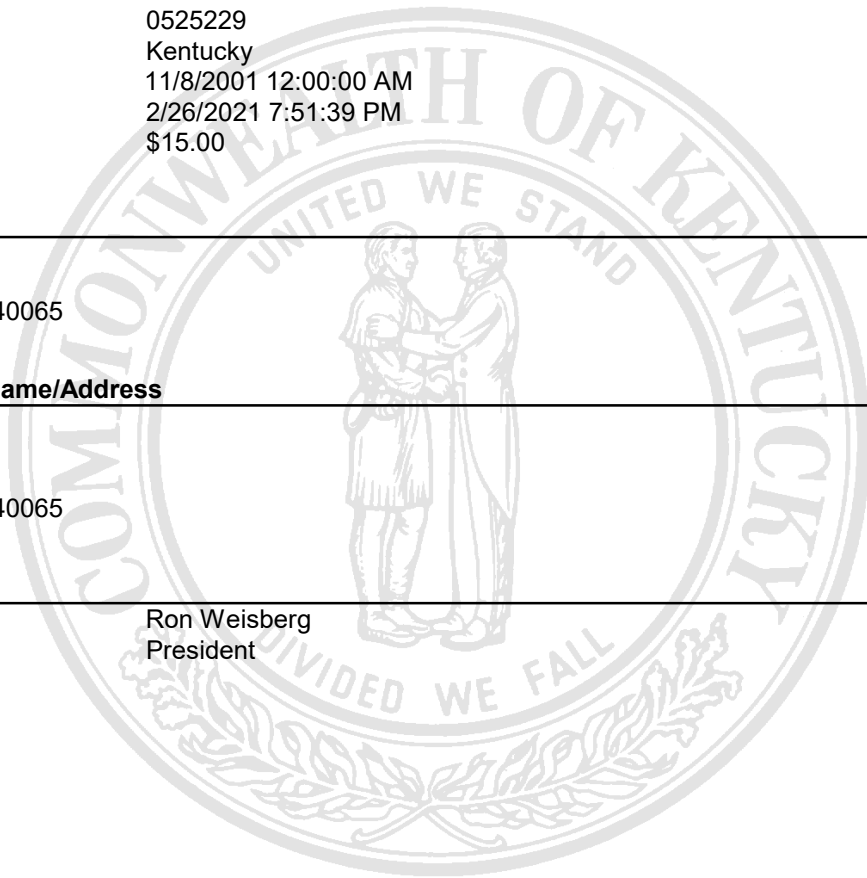 0525229
Kentucky
11/8/2001 12:00:00 AM
2/26/2021 7:51:39 PM
$15.00
COMMONWEALTH OF KENTUCKY
UNITED WE STAND
40065
ame/Address
40065
Ron Weisberg
President
DIVIDED WE FALL